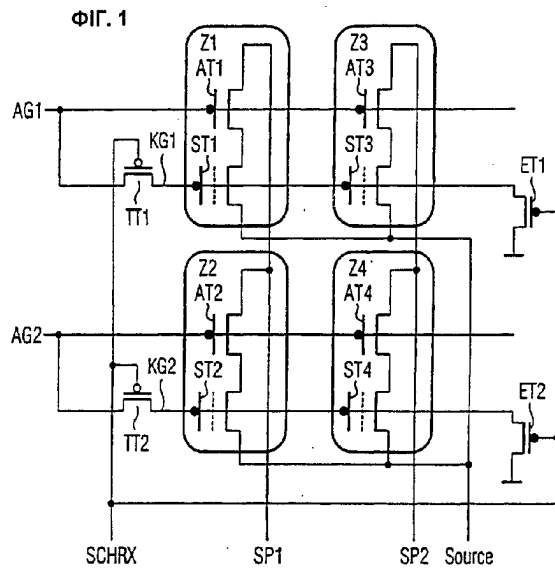 ФІГ. 1
Z1
AT1
Z3
AT3
AG1
KG1
ST1
ST3
ET1
TT1
Z2
AT2
Z4
AT4
AG2
KG2
ST2
ST4
ET2
TT2
SCHRX
SP1
SP2
Source